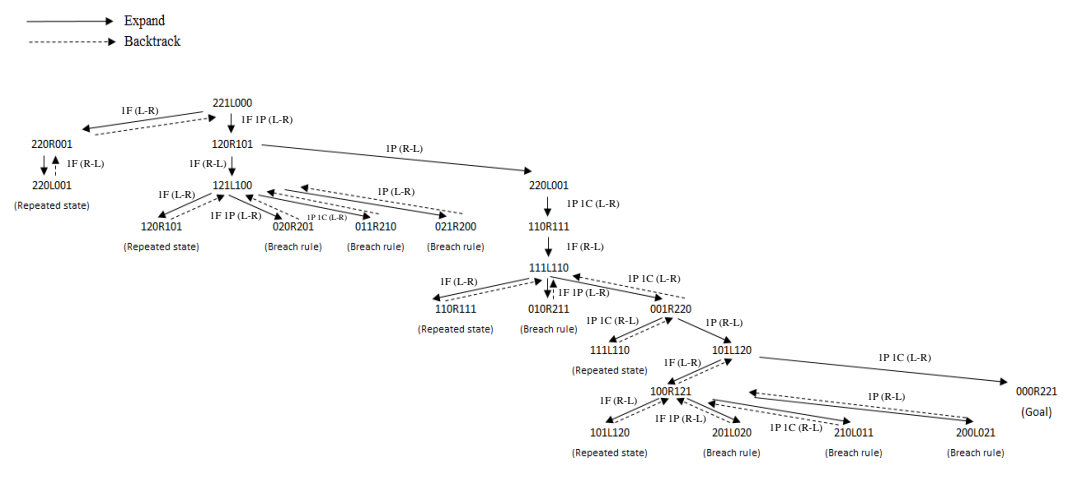 Expand
Backtrack
221L000
1F (L-R)
1F 1P (L-R)
220R001
120R101
1P (R-L)
1F (R-L)
1F (R-L)
220L001
121L100
220L001
(Repeated state)
1F (L-R)
1P (L-R)
1P 1C (L-R)
1F 1P (L-R)
1P 1C (L-R)
120R101
020R201
011R210
021R200
110R111
(Repeated state)
(Breach rule)
(Breach rule)
(Breach rule)
1F (R-L)
111L110
1F (L-R)
1F 1P (L-R)
1P 1C (L-R)
110R111
010R211
001R220
(Repeated state)
(Breach rule)
1P 1C (R-L)
1P (R-L)
111L110
101L120
(Repeated state)
1F (L-R)
1P 1C (L-R)
100R121
000R221
(Goal)
1F (R-L)
1F 1P (R-L)
1P 1C (R-L)
1P (R-L)
101L120
201L020
210L011
200L021
(Repeated state)
(Breach rule)
(Breach rule)
(Breach rule)